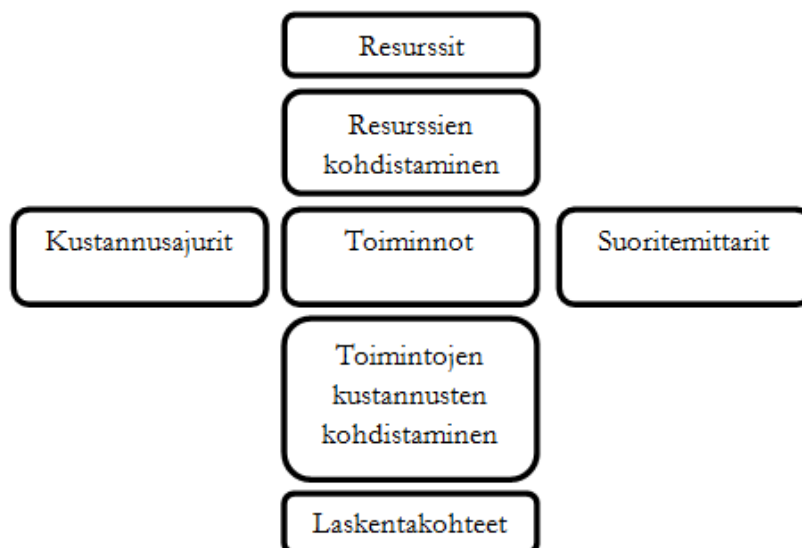 Resurssit
Resurssien
kohdistaminen
Kustannusajurit
Toiminnot
Suoritemittarit
Toimintojen
kustannusten
kohdistaminen
Laskentakohteet